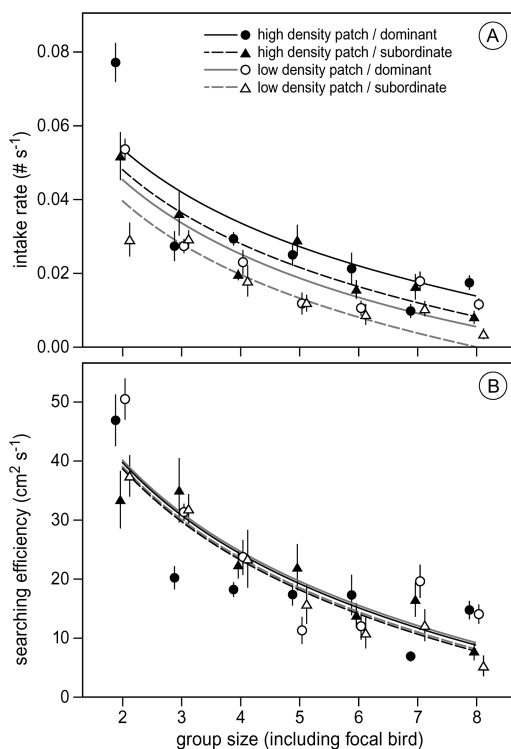 A
high density patch / dominant
high density patch / subordinate
low density patch / dominant
low density patch / subordinate
intake rate (# s⁻¹)
0.08
0.06
0.04
0.02
0.00
B
searching efficiency (cm² s⁻¹)
50
40
30
20
10
0
2 3 4 5 6 7 8
group size (including focal bird)